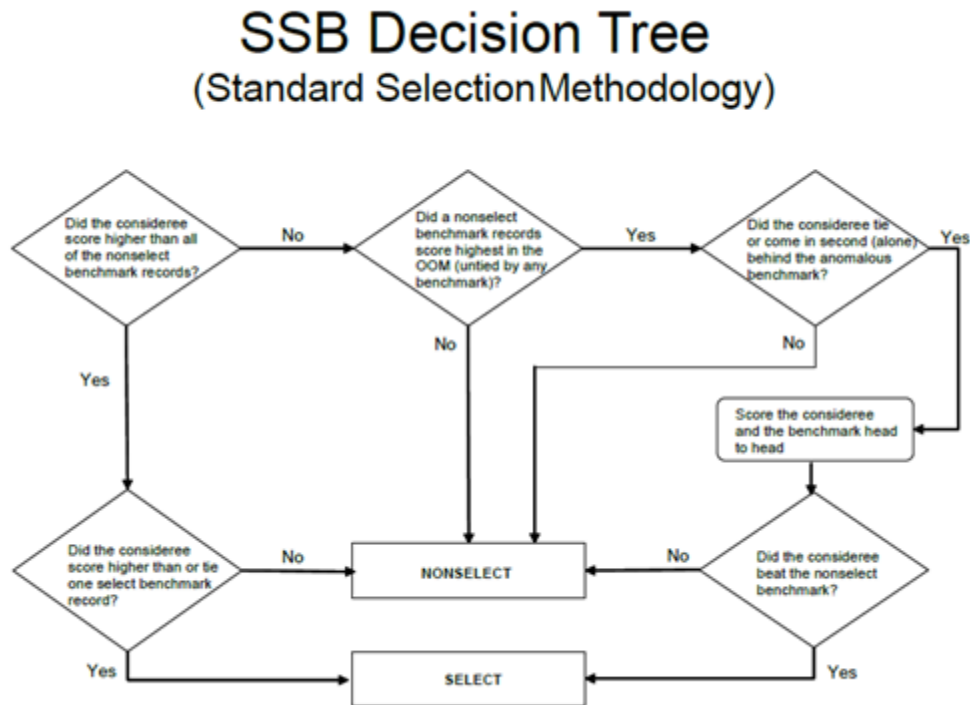 SSB Decision Tree
(Standard Selection Methodology)
Did the consideree
score higher than all
of the nonselect
benchmark records?
No
Did a nonselect
benchmark records
score highest in the
OOM (untied by any
benchmark)?
Yes
Did the consideree tie
or come in second (alone)
behind the anomalous
benchmark?
Yes
Yes
No
No
Score the consideree
and the benchmark head
to head
Did the consideree
score higher than or tie
one select benchmark
record?
No
NONSELECT
No
Did the consideree
beat the nonselect
benchmark?
Yes
SELECT
Yes